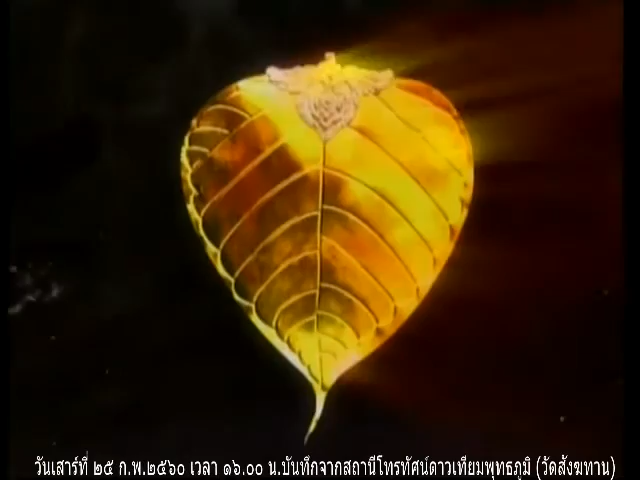 วันเสาร์ที่ ๒๕ ก.พ.๒๕๖๐ เวลา ๑๖.๐๐ น.บันทึกจากสถานีโทรทัศน์ดาวเทียมพุทธภูมิ (วัดสังฆทาน)